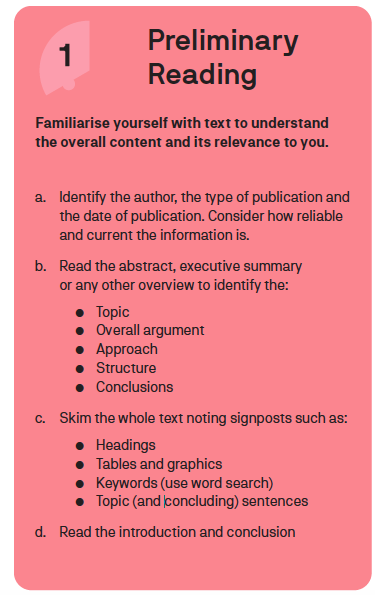 1
Preliminary
Reading
Familiarise yourself with text to understand
the overall content and its relevance to you.
a. Identify the author, the type of publication and
the date of publication. Consider how reliable
and current the information is.
b. Read the abstract, executive summary
or any other overview to identify the:
● Topic
● Overall argument
● Approach
● Structure
● Conclusions
c. Skim the whole text noting signposts such as:
● Headings
● Tables and graphics
● Keywords (use word search)
● Topic (and concluding) sentences
d. Read the introduction and conclusion